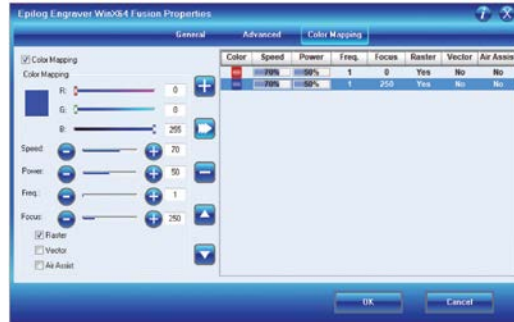 Epilog Engraver WinX64 Fusion Properties
General Advanced Color Mapping
Color Mapping
Color Mapping
R: 0
G: 0
B: 255
Speed: 70
Power: 50
Freq.: 1
Focus: 250
Raster
Vector
Air Assist
Color Speed Power Freq. Focus Raster Vector Air Assis
70% 50% 1 0 Yes No No
70% 50% 1 250 Yes No No
OK Cancel